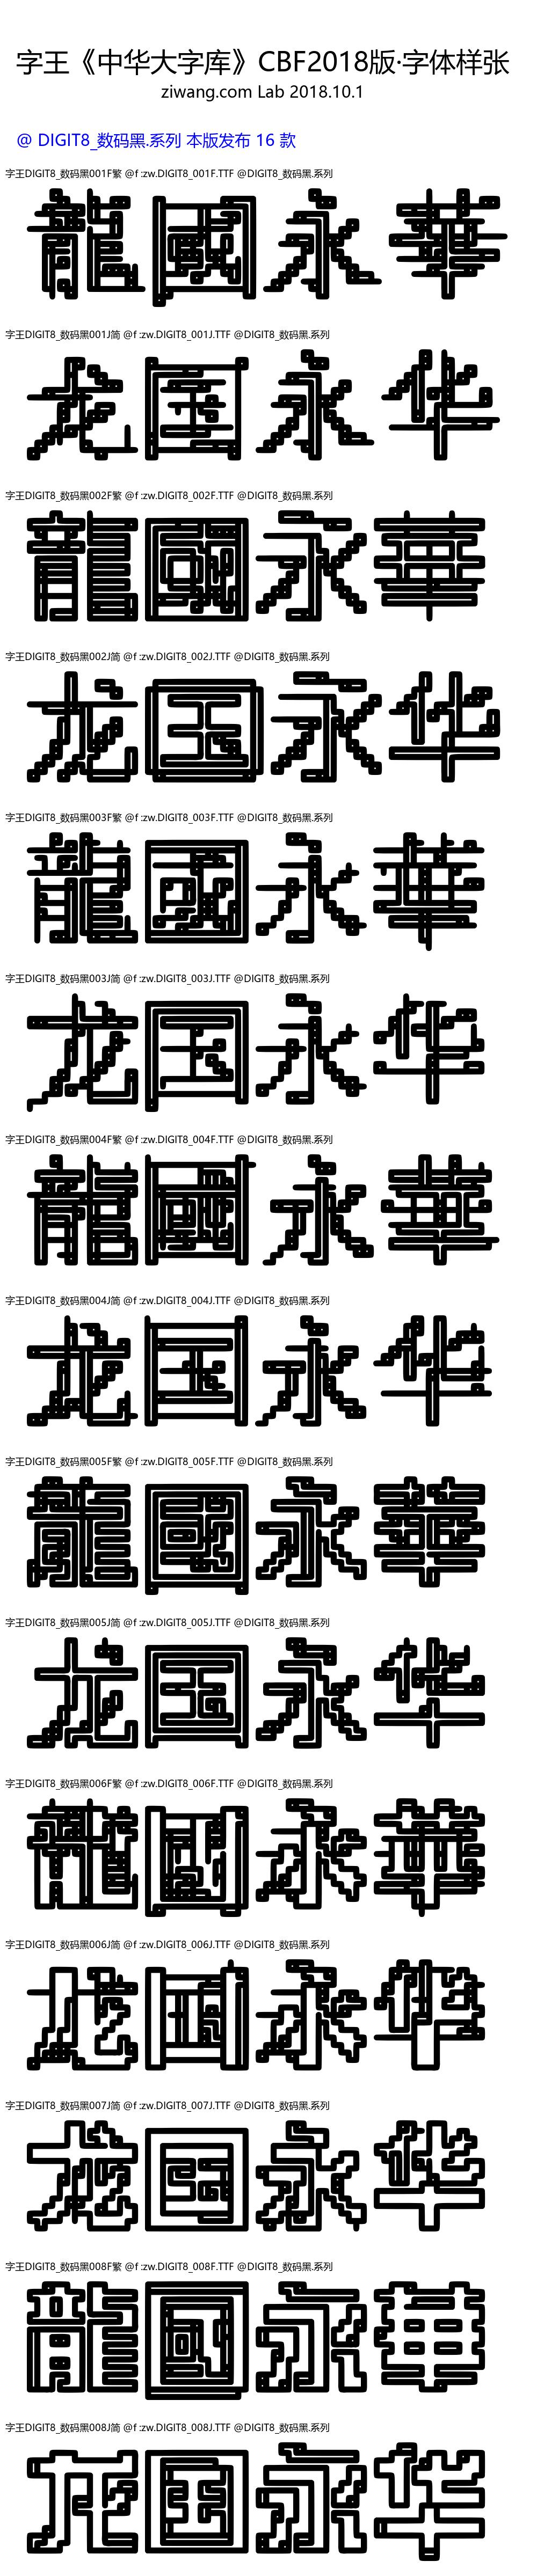 字王《中华大字库》CBF2018版·字体样张
ziwang.com Lab 2018.10.1
@ DIGIT8_数码黑.系列 本版发布 16 款
字王DIGIT8_数码黑001F繁 @f :zw.DIGIT8_001F.TTF @DIGIT8_数码黑.系列
龍國永華
字王DIGIT8_数码黑001J简 @f :zw.DIGIT8_001J.TTF @DIGIT8_数码黑.系列
龙国永华
字王DIGIT8_数码黑002F繁 @f :zw.DIGIT8_002F.TTF @DIGIT8_数码黑.系列
龍國永華
字王DIGIT8_数码黑002J简 @f :zw.DIGIT8_002J.TTF @DIGIT8_数码黑.系列
龙国永华
字王DIGIT8_数码黑003F繁 @f :zw.DIGIT8_003F.TTF @DIGIT8_数码黑.系列
龍國永華
字王DIGIT8_数码黑003J简 @f :zw.DIGIT8_003J.TTF @DIGIT8_数码黑.系列
龙国永华
字王DIGIT8_数码黑004F繁 @f :zw.DIGIT8_004F.TTF @DIGIT8_数码黑.系列
龍國永華
字王DIGIT8_数码黑004J简 @f :zw.DIGIT8_004J.TTF @DIGIT8_数码黑.系列
龙国永华
字王DIGIT8_数码黑005F繁 @f :zw.DIGIT8_005F.TTF @DIGIT8_数码黑.系列
龍國永華
字王DIGIT8_数码黑005J简 @f :zw.DIGIT8_005J.TTF @DIGIT8_数码黑.系列
龙国永华
字王DIGIT8_数码黑006F繁 @f :zw.DIGIT8_006F.TTF @DIGIT8_数码黑.系列
龍國永華
字王DIGIT8_数码黑006J简 @f :zw.DIGIT8_006J.TTF @DIGIT8_数码黑.系列
龙国永华
字王DIGIT8_数码黑007J简 @f :zw.DIGIT8_007J.TTF @DIGIT8_数码黑.系列
龙国永华
字王DIGIT8_数码黑008F繁 @f :zw.DIGIT8_008F.TTF @DIGIT8_数码黑.系列
龍國永華
字王DIGIT8_数码黑008J简 @f :zw.DIGIT8_008J.TTF @DIGIT8_数码黑.系列
龙国永华